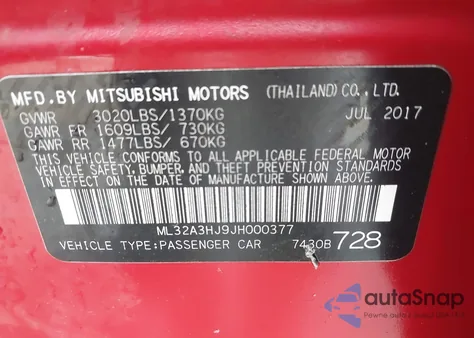 MFD.BY MITSUBISHI MOTORS (THAILAND) CO., LTD.
GVWR 3020LBS/1370KG JUL 2017
GAWR FR 1609LBS/ 730KG
GAWR RR 1477LBS/ 670KG
THIS VEHICLE CONFORMS TO ALL APPLICABLE FEDERAL MOTOR
VEHICLE SAFETY, BUMPER, AND THEFT PREVENTION STANDARDS
IN EFFECT ON THE DATE OF MANUFACTURE SHOWN ABOVE.
ML32A3HJ9JH000377
VEHICLE TYPE:PASSENGER CAR 7430B 728
autoSnap
Pewne auto z